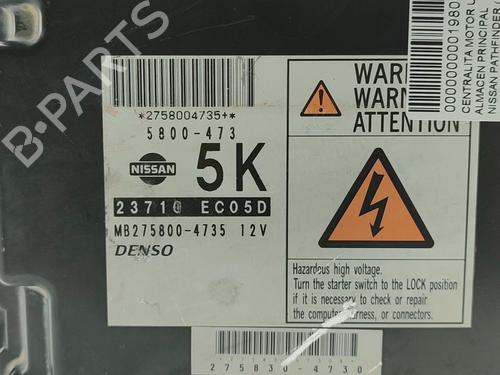 *2758004735+*
5800-473
NISSAN
5K
23710 EC05D
MB275800-4735 12V
DENSO
WARN
WARN
ATTENTION
Hazardous high voltage.
Turn the starter switch to the LOCK position
if it is necessary to check or repair
the computer, harness, or connectors.
275830-4730
CENTRALITA MOTOR U
ALMACEN PRINCIPAL
NISSAN PATHFINDER
B-Parts